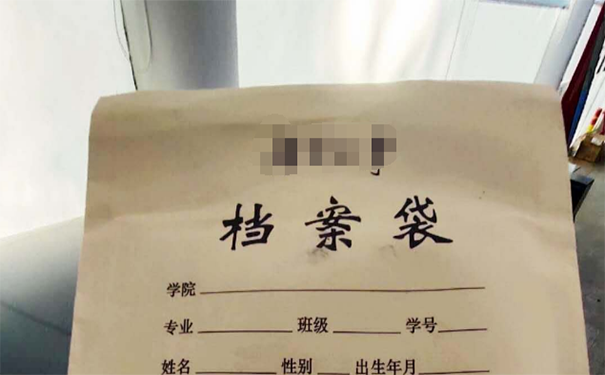 档案袋
学院
专业 班级 学号
姓名 性别 出生年月